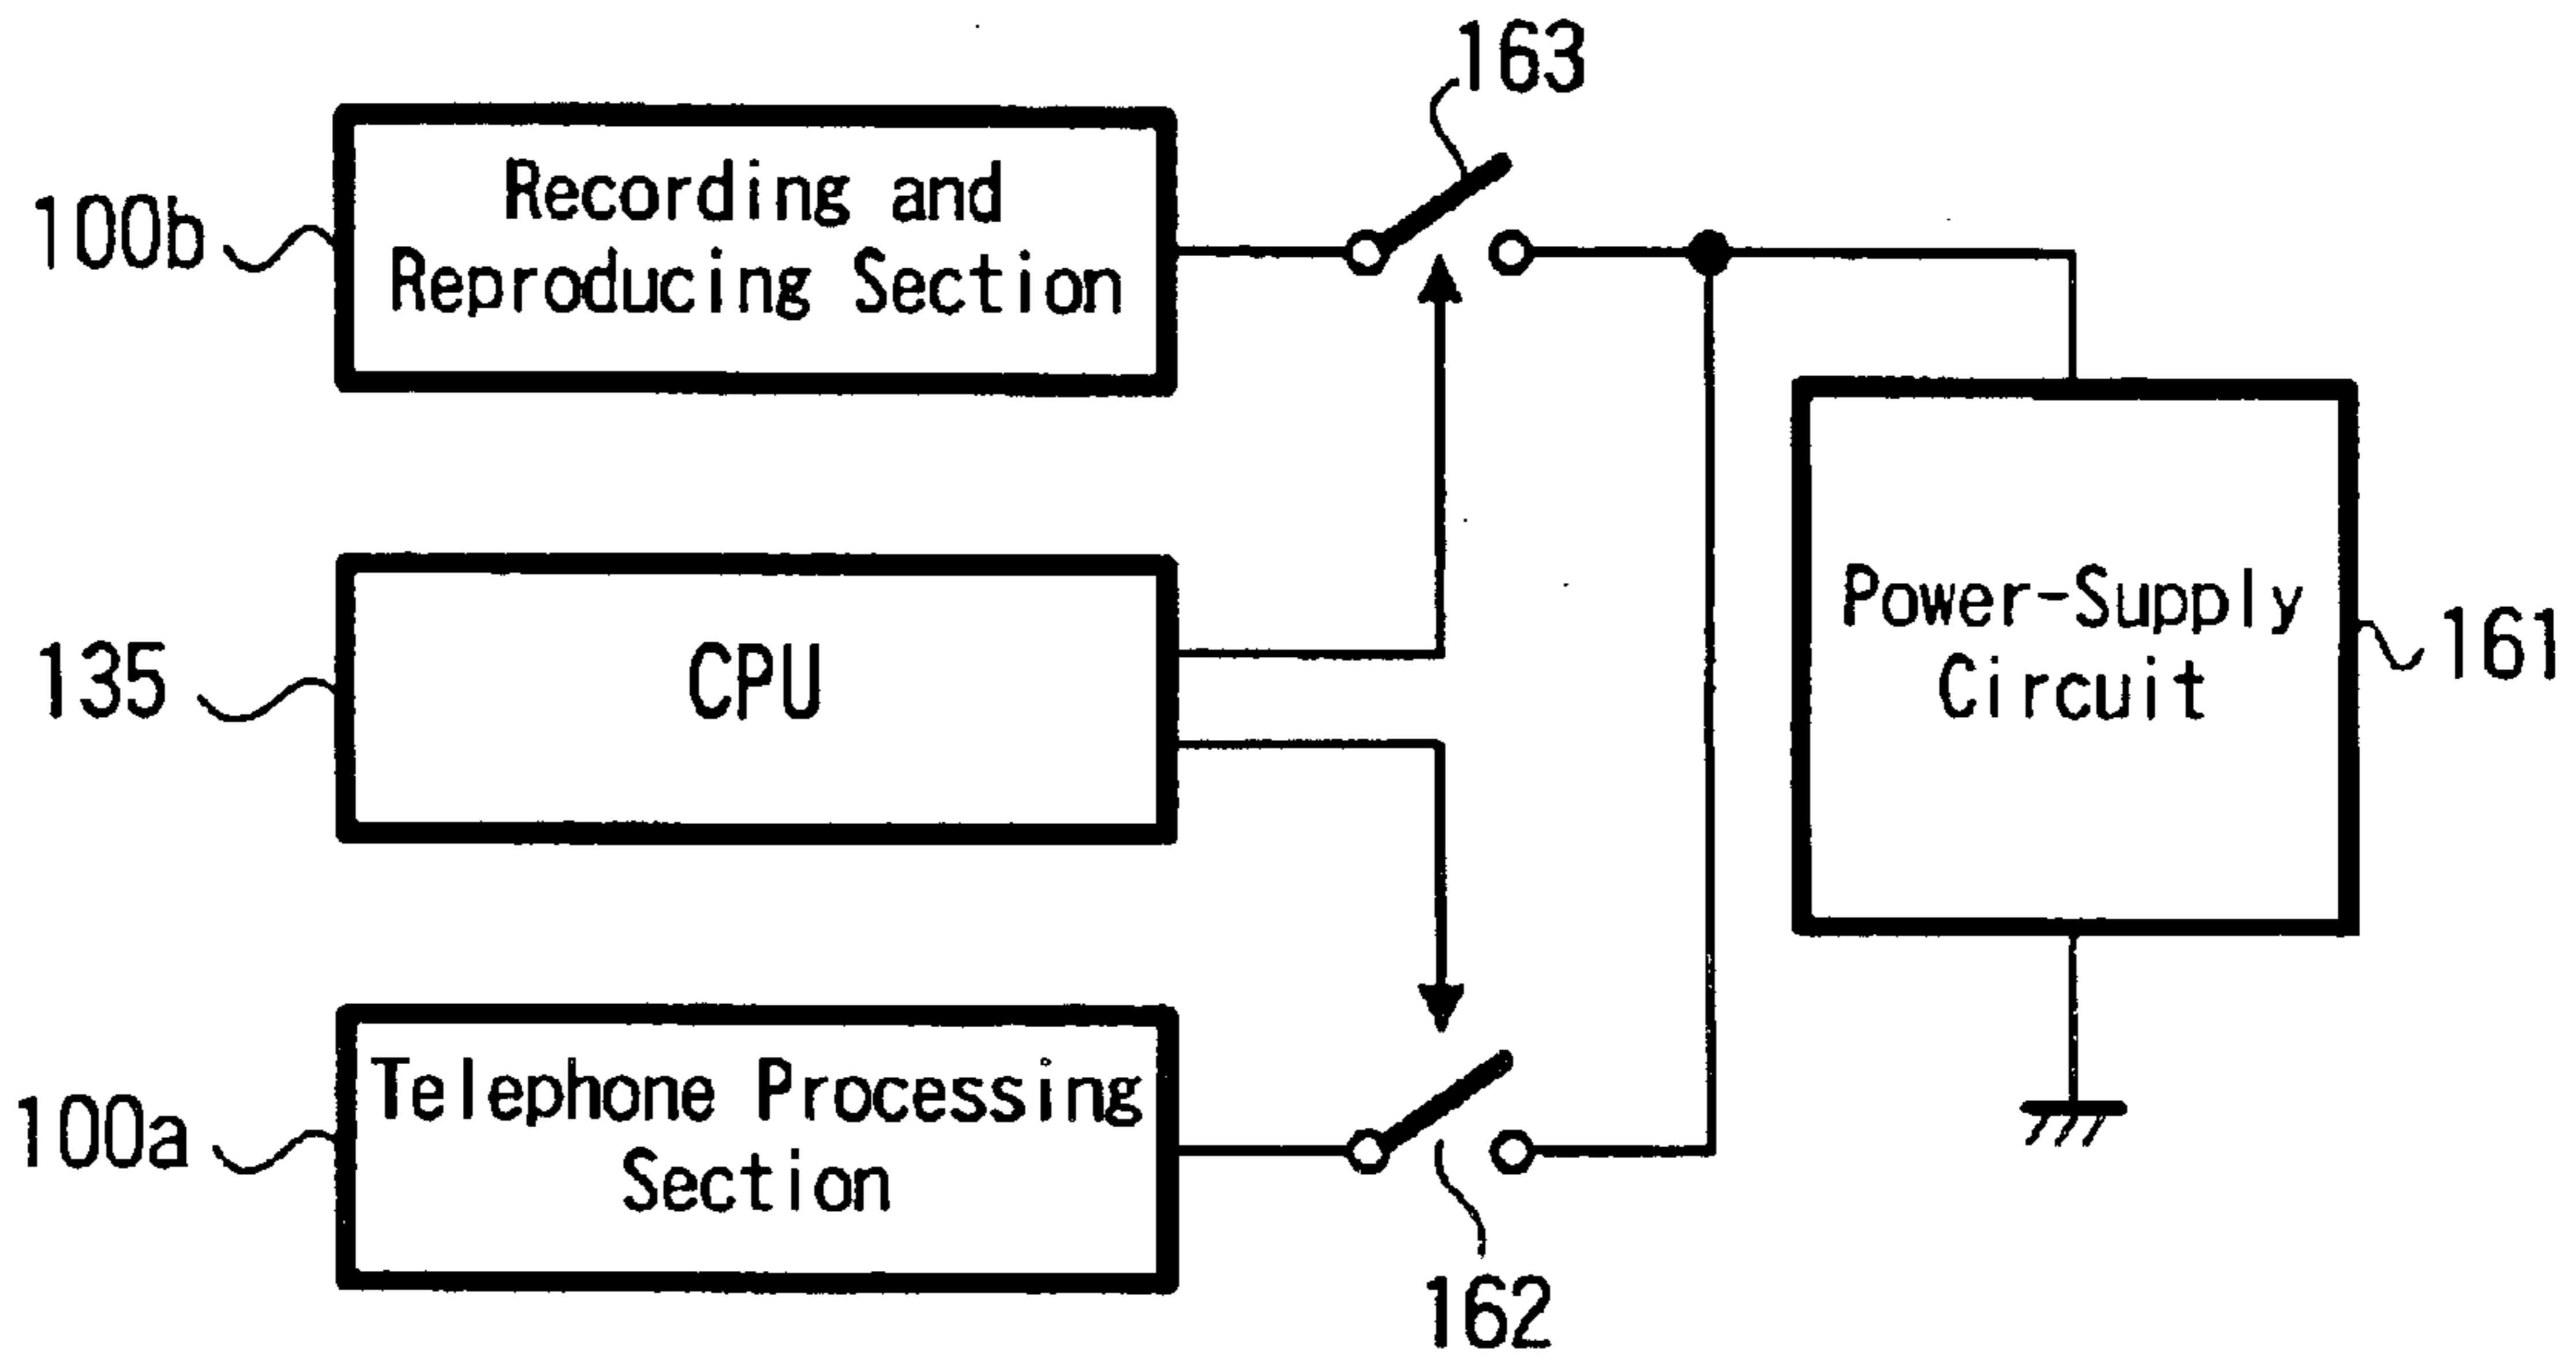 163
100b
Recording and
Reproducing Section
135
CPU
Power-Supply
Circuit
161
100a
Telephone Processing
Section
162